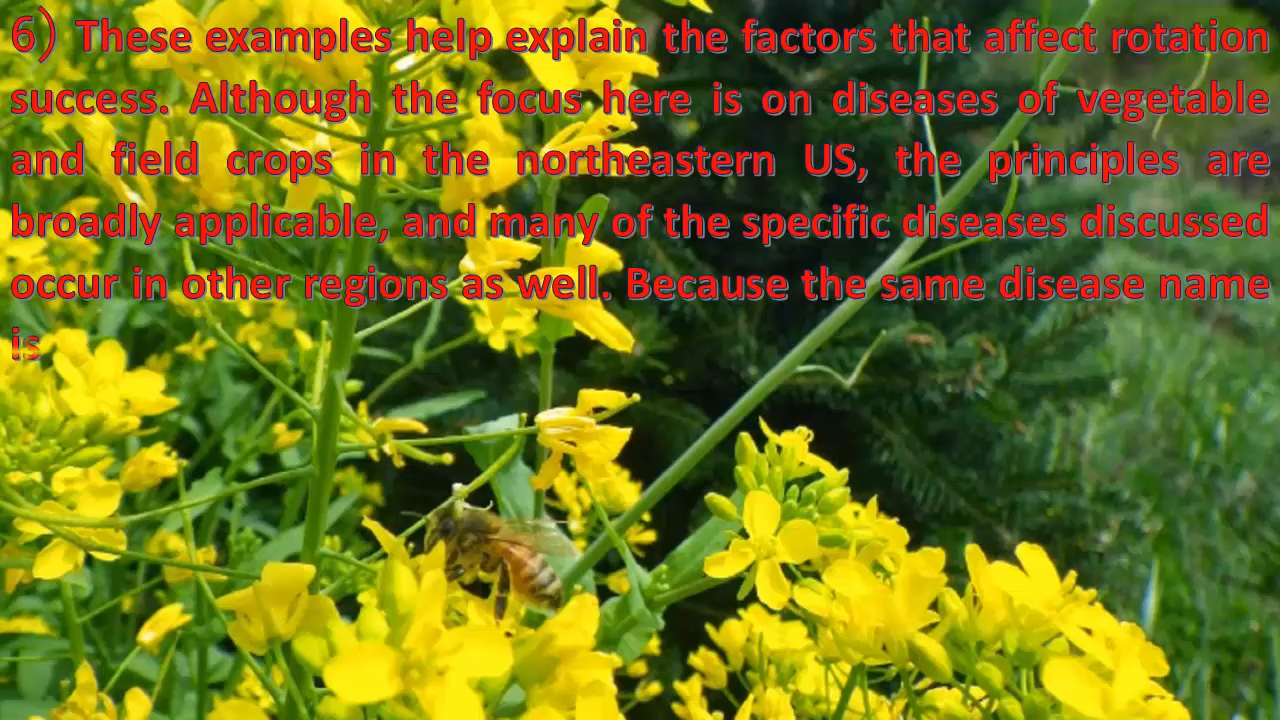 6) These examples help explain the factors that affect rotation
success. Although the focus here is on diseases of vegetable
and field crops in the northeastern US, the principles are
broadly applicable, and many of the specific diseases discussed
occur in other regions as well. Because the same disease name
is